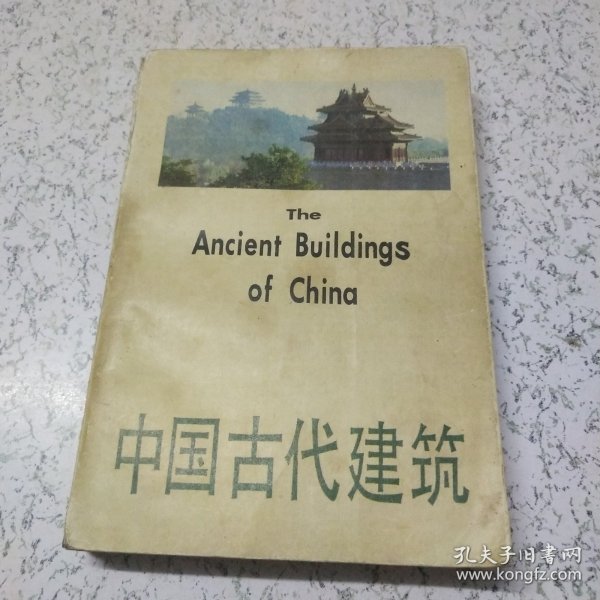 The
Ancient Buildings
of China
中国古代建筑
孔夫子旧書网
www.kongfz.com